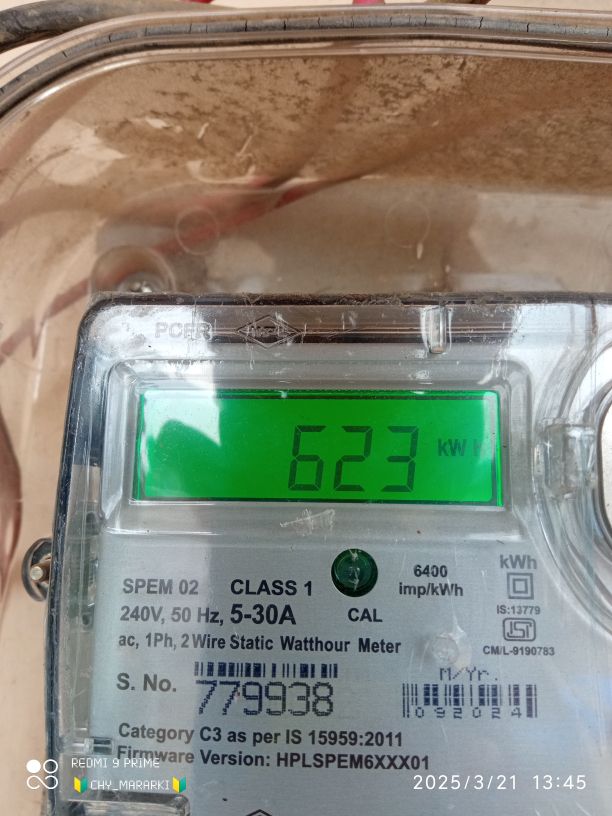 623 kWh
SPEM 02 CLASS 1
240V, 50 Hz, 5-30A
ac, 1Ph, 2 Wire Static Watthour Meter
CAL
6400
imp/kWh
kWh
IS:13779
ISI
CM/L-9190783
S. No. 779938
M/Yr.
092024
Category C3 as per IS 15959:2011
Firmware Version: HPLSPEM6XXX01
REDMI 9 PRIME
🔰CHY_MARARKI🔰
2025/3/21 13:45